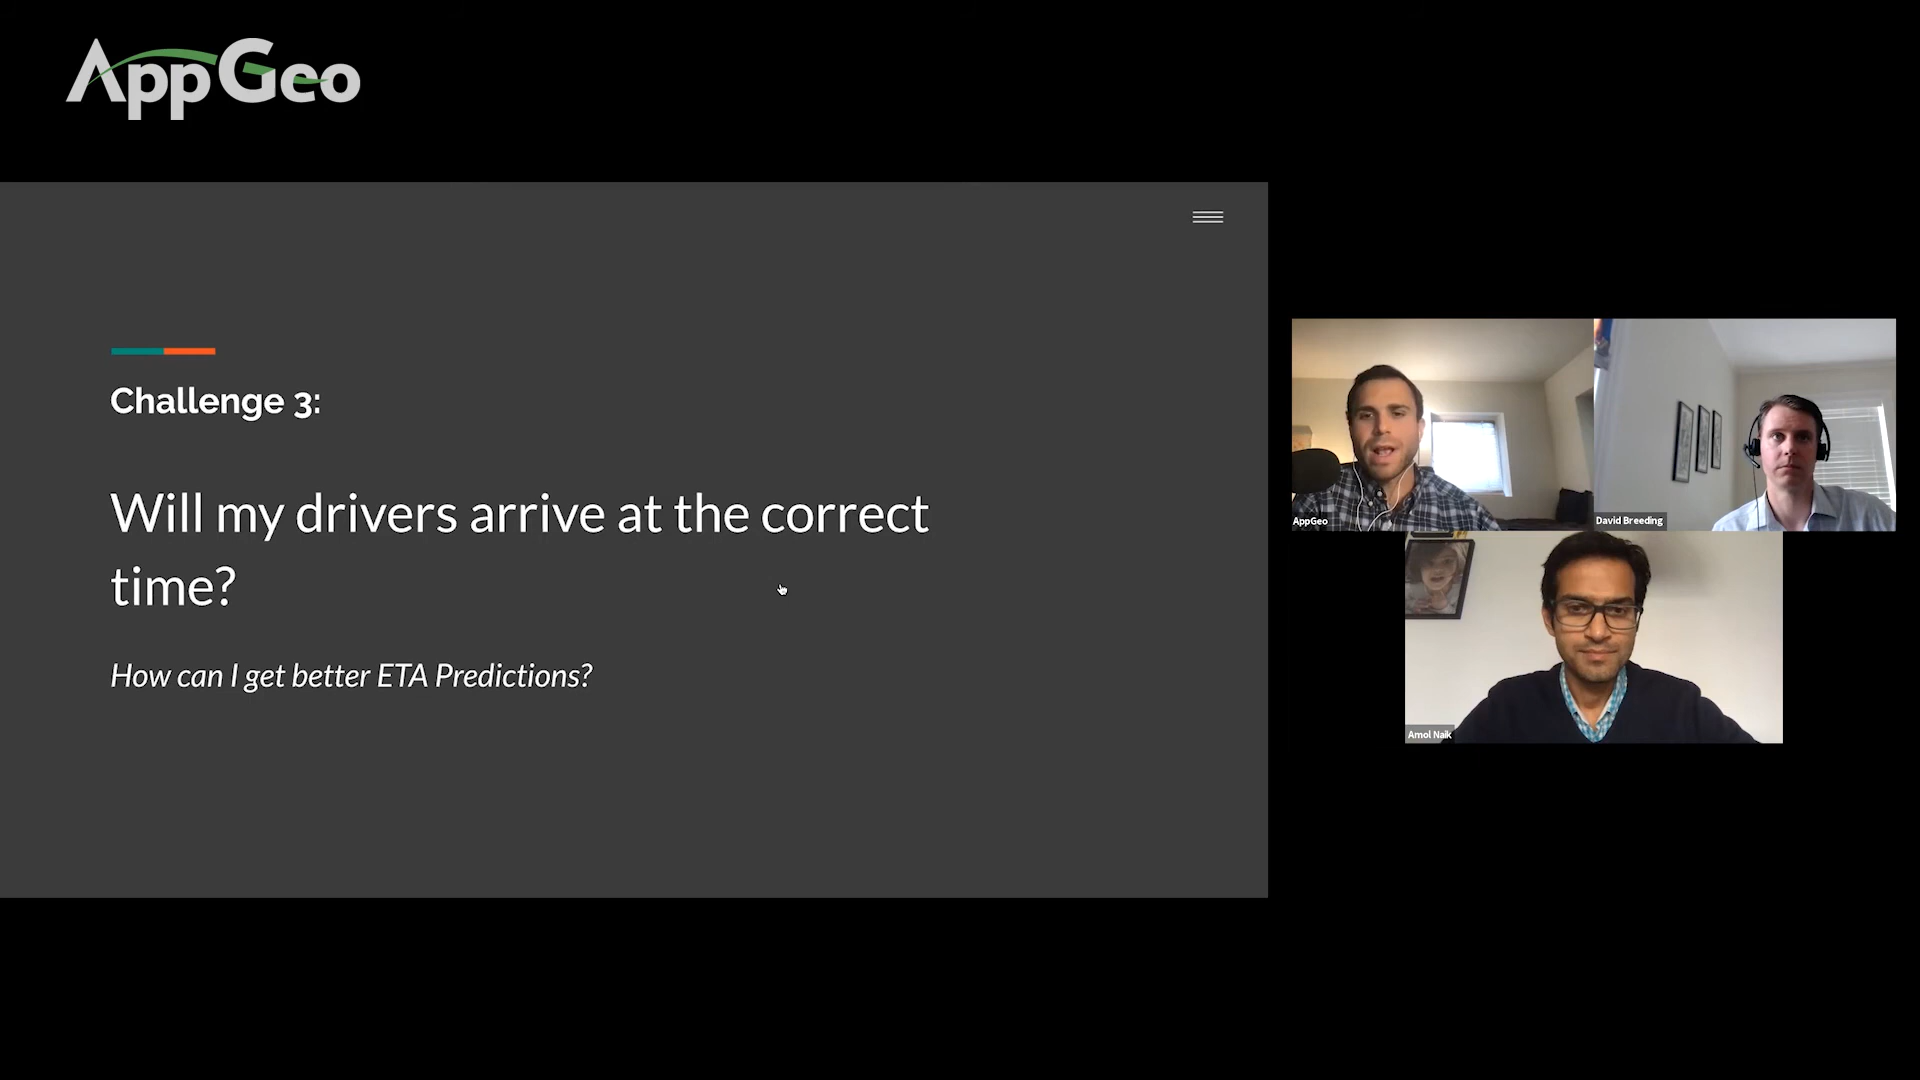 AppGeo
Challenge 3:
Will my drivers arrive at the correct
time?
How can I get better ETA Predictions?
AppGeo
David Breeding
Amol Naik